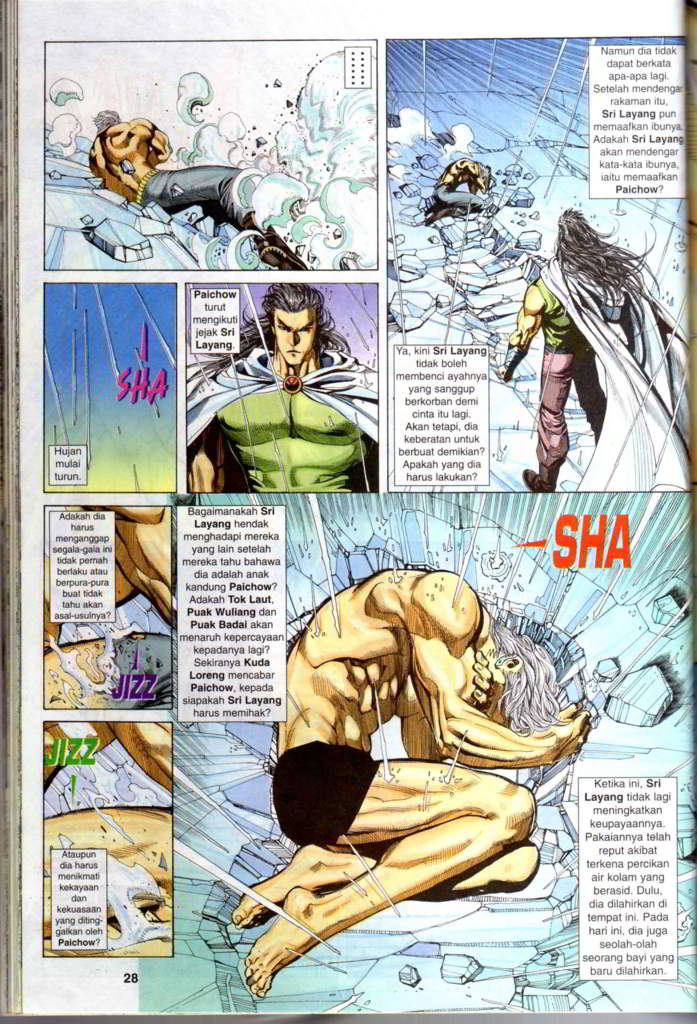 Namun dia tidak
dapat berkata
apa-apa lagi.
Setelah mendengar
rakaman itu,
Sri Layang pun
memaafkan ibunya.
Adakah Sri Layang
akan mendengar
kata-kata ibunya,
iaitu memaafkan
Paichow?
Ya, kini Sri Layang
tidak boleh
membenci ayahnya
yang sanggup
berkorban demi
cinta itu lagi.
Akan tetapi, dia
keberatan untuk
berbuat demikian?
Apakah yang dia
harus lakukan?
SHA
Hujan
mulai
turun.
Paichow
turut
mengikuti
jejak Sri
Layang.
Adakah dia
harus
menganggap
segala-gala ini
tidak pernah
berlaku atau
berpura-pura
buat tidak
tahu akan
asal-usulnya?
JIZZ
JIZZ
Ataupun
dia harus
menikmati
kekayaan
dan
kekuasaan
yang diting-
galkan oleh
Paichow?
Bagaimanakah Sri
Layang hendak
menghadapi mereka
yang lain setelah
mereka tahu bahawa
dia adalah anak
kandung Paichow?
Adakah Tok Laut,
Puak Wuliang dan
Puak Badai akan
menaruh kepercayaan
kepadanya lagi?
Sekiranya Kuda
Loreng mencabar
Paichow, kepada
siapakah Sri Layang
harus memihak?
SHA
Ketika ini, Sri
Layang tidak lagi
meningkatkan
keupayaannya.
Pakaiannya telah
reput akibat
terkena percikan
air kolam yang
berasid. Dulu,
dia dilahirkan di
tempat ini. Pada
hari ini, dia juga
seolah-olah
seorang bayi yang
baru dilahirkan.
28